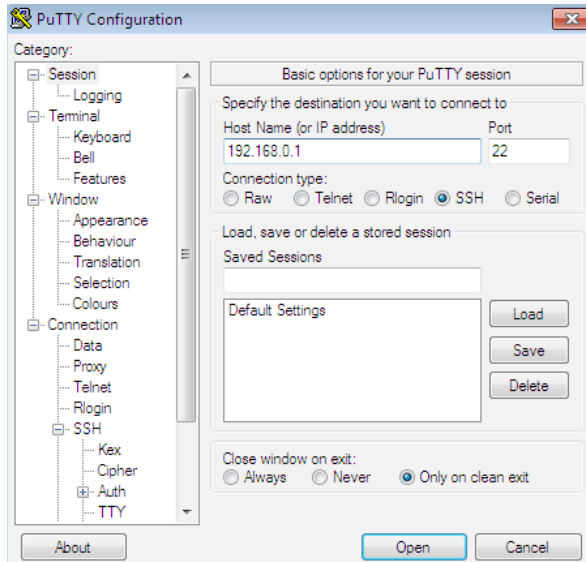 PuTTY Configuration
Category:
Session
Logging
Terminal
Keyboard
Bell
Features
Window
Appearance
Behaviour
Translation
Selection
Colours
Connection
Data
Proxy
Telnet
Rlogin
SSH
Kex
Cipher
Auth
TTY
Basic options for your PuTTY session
Specify the destination you want to connect to
Host Name (or IP address) Port
192.168.0.1 22
Connection type:
Raw Telnet Rlogin SSH Serial
Load, save or delete a stored session
Saved Sessions
Default Settings
Load
Save
Delete
Close window on exit:
Always Never Only on clean exit
About Open Cancel